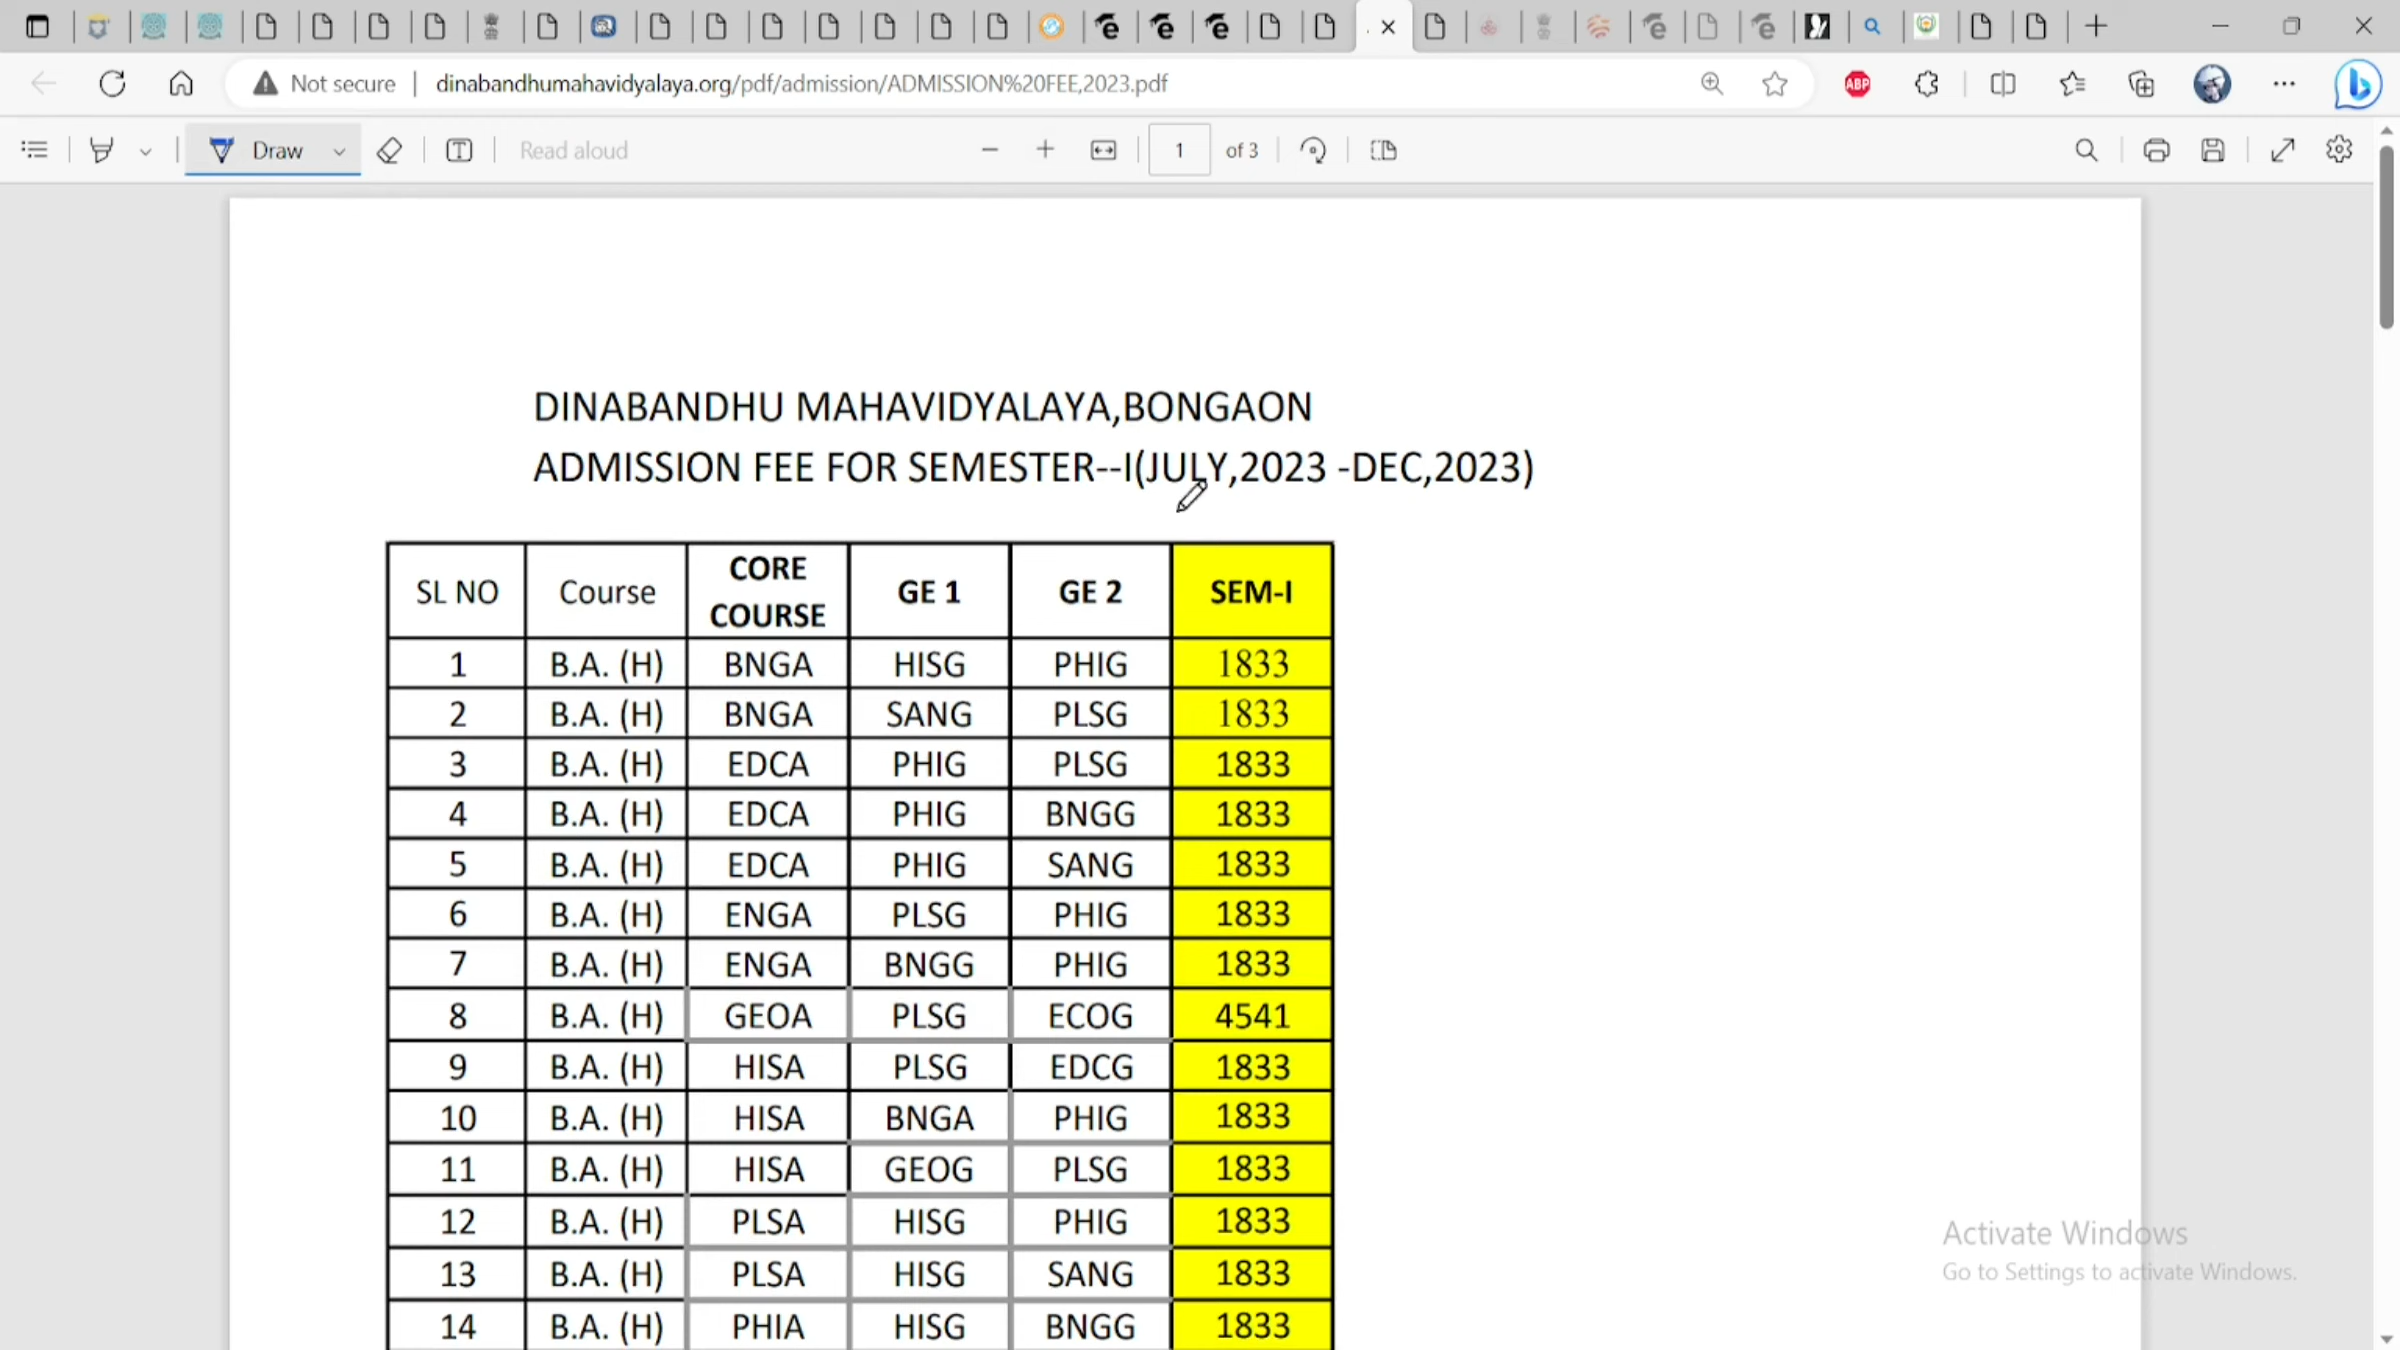 Not secure
dinabandhumahavidyalaya.org/pdf/admission/ADMISSION%20FEE,2023.pdf
ABP
Draw
T
Read aloud
1 of 3
DINABANDHU MAHAVIDYALAYA,BONGAON
ADMISSION FEE FOR SEMESTER--I(JULY,2023 -DEC,2023)
SL NO Course CORE COURSE GE 1 GE 2 SEM-I
1 B.A. (H) BNGA HISG PHIG 1833
2 B.A. (H) BNGA SANG PLSG 1833
3 B.A. (H) EDCA PHIG PLSG 1833
4 B.A. (H) EDCA PHIG BNGG 1833
5 B.A. (H) EDCA PHIG SANG 1833
6 B.A. (H) ENGA PLSG PHIG 1833
7 B.A. (H) ENGA BNGG PHIG 1833
8 B.A. (H) GEOA PLSG ECOG 4541
9 B.A. (H) HISA PLSG EDCG 1833
10 B.A. (H) HISA BNGA PHIG 1833
11 B.A. (H) HISA GEOG PLSG 1833
12 B.A. (H) PLSA HISG PHIG 1833
13 B.A. (H) PLSA HISG SANG 1833
14 B.A. (H) PHIA HISG BNGG 1833
Activate Windows
Go to Settings to activate Windows.